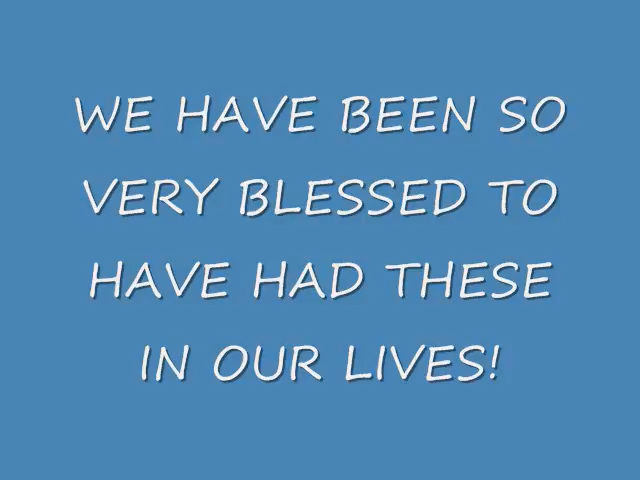 WE HAVE BEEN SO
VERY BLESSED TO
HAVE HAD THESE
IN OUR LIVES!